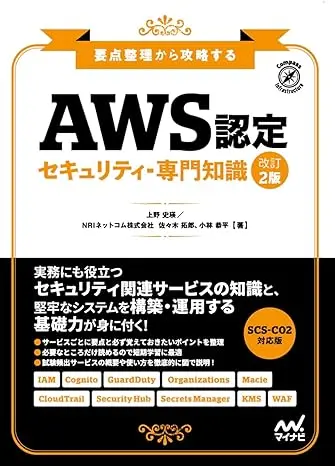 要点整理から攻略する
Compass
Infrastructure
AWS認定
セキュリティ-専門知識
改訂
2版
上野 史瑛／
NRIネットコム株式会社 佐々木 拓郎、小林 恭平【著】
実務にも役立つ
セキュリティ関連サービスの知識と、
堅牢なシステムを構築・運用する
基礎力が身に付く!
●サービスごとに要点と必ず覚えておきたいポイントを整理
●必要なところだけ読めるので短期学習に最適
●試験頻出サービスの概要や使い方を徹底的に図で説明!
SCS-C02
対応版
IAM Cognito GuardDuty Organizations Macie
CloudTrail Security Hub Secrets Manager KMS WAF
マイナビ